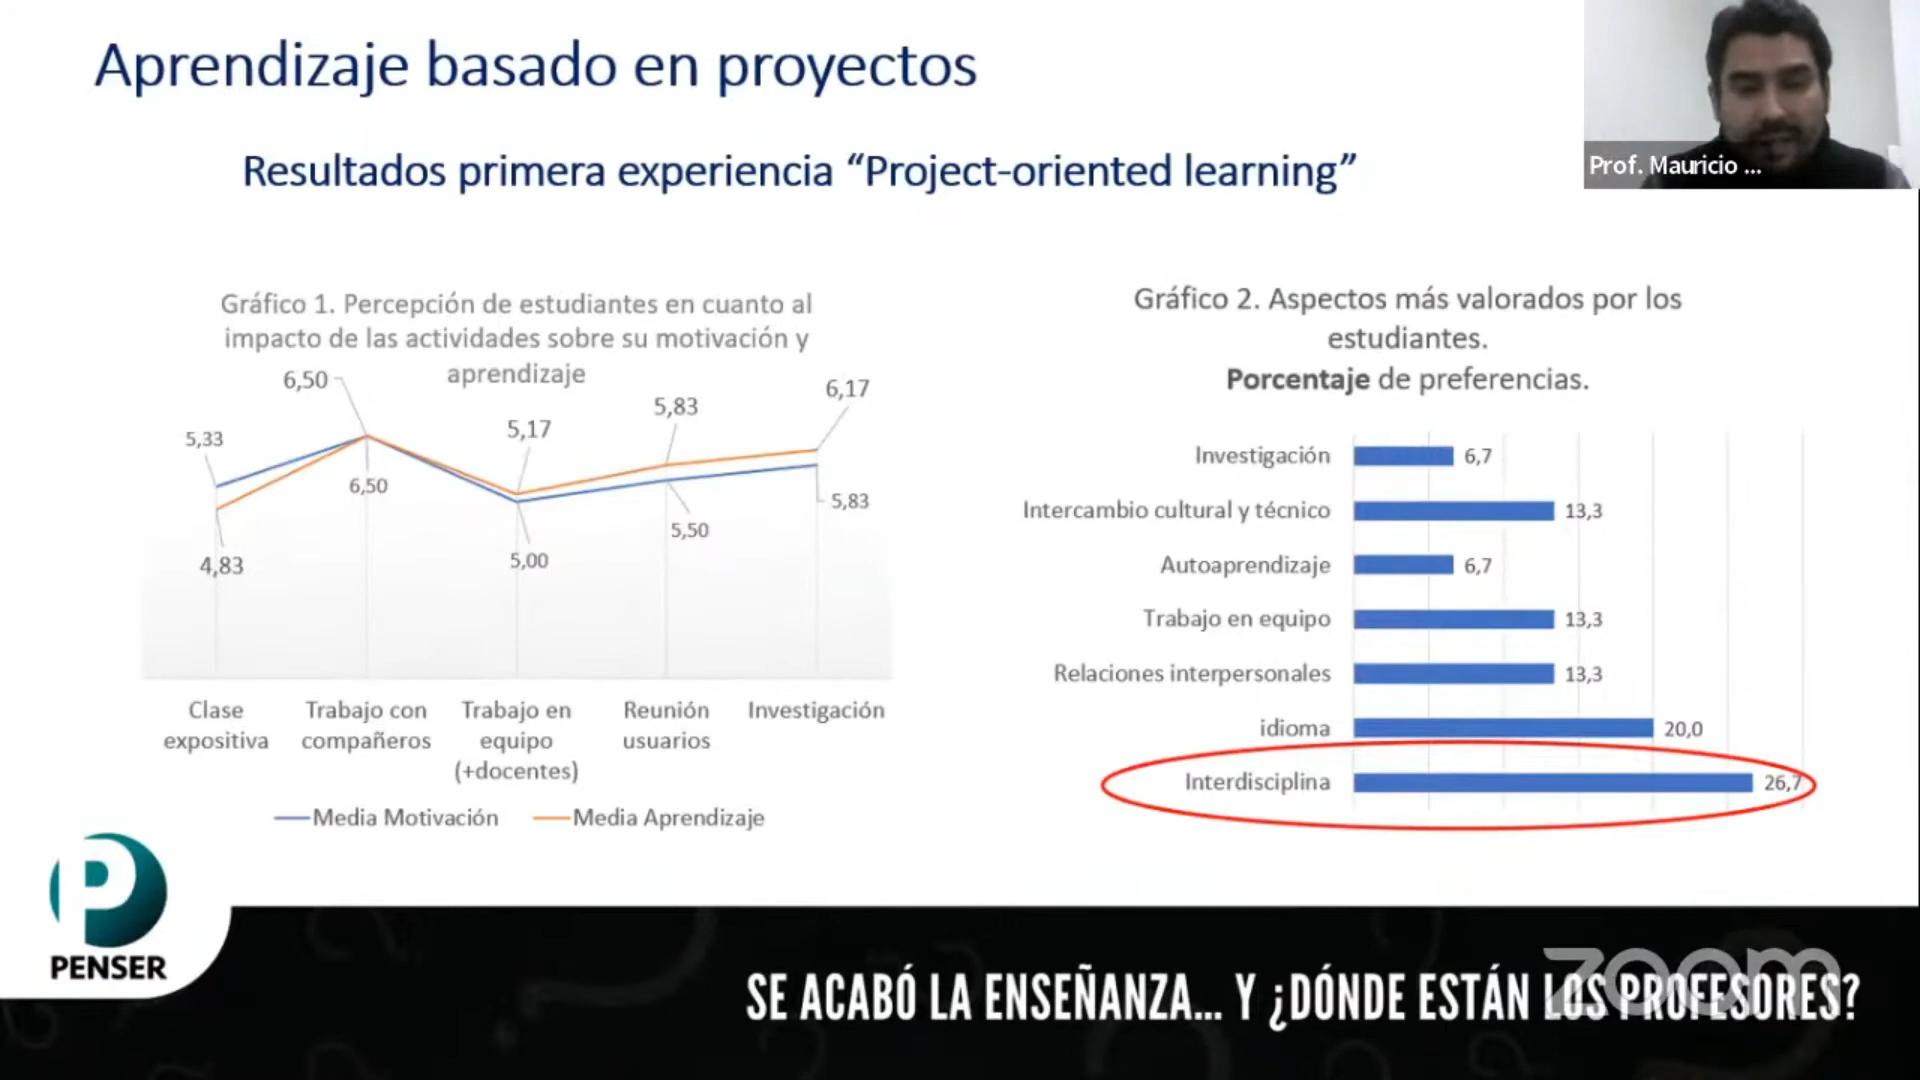 Aprendizaje basado en proyectos
Prof. Mauricio ...
Resultados primera experiencia “Project-oriented learning”
Gráfico 1. Percepción de estudiantes en cuanto al
impacto de las actividades sobre su motivación y
aprendizaje
6,50
6,17
5,83
5,17
5,33
6,50
5,83
5,50
5,00
4,83
Clase
expositiva
Trabajo con
compañeros
Trabajo en
equipo
(+docentes)
Reunión
usuarios
Investigación
Media Motivación
Media Aprendizaje
Gráfico 2. Aspectos más valorados por los
estudiantes.
Porcentaje de preferencias.
Investigación 6,7
Intercambio cultural y técnico 13,3
Autoaprendizaje 6,7
Trabajo en equipo 13,3
Relaciones interpersonales 13,3
idioma 20,0
Interdisciplina 26,7
P
PENSER
zoom
SE ACABÓ LA ENSEÑANZA... Y ¿DÓNDE ESTÁN LOS PROFESORES?